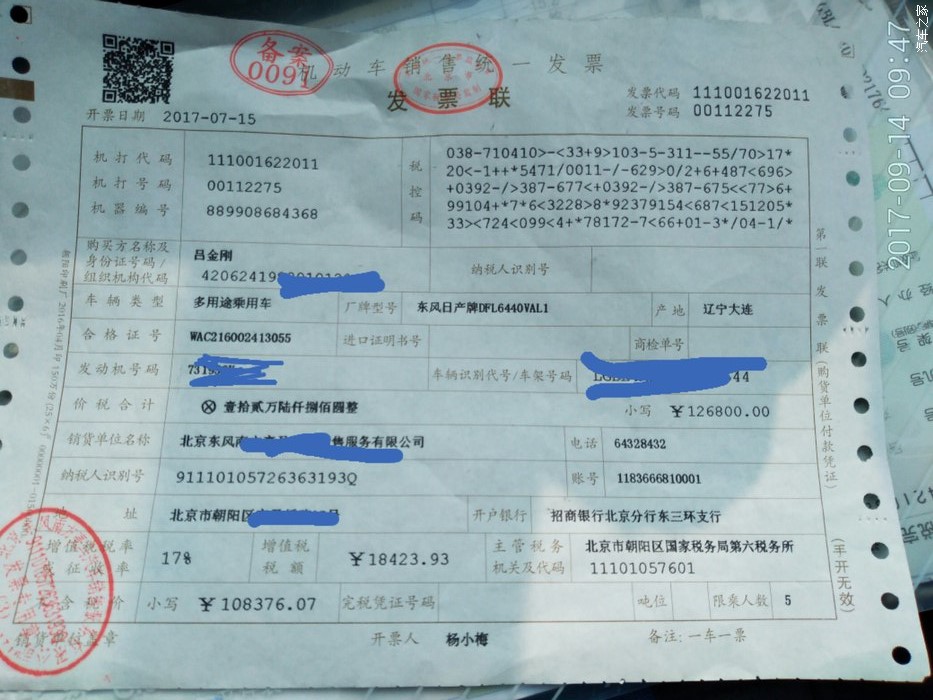 汽车之家
2017-09-14 09:47
备案
0091
机动车销售统一发票
发票联
发票代码 111001622011
发票号码 00112275
开票日期 2017-07-15
机打代码 111001622011
机打号码 00112275
机器编号 889908684368
税控码
038-710410>-<33+9>103-5-311--55/70>17*
20<-1++*5471/0011-/-629>0/2+6+487<696>
+0392-/>387-677<+0392-/>387-675<<77>6+
99104+*7*6<3228>8*92379154<687<151205*
33><724<099<4+*78172-7<66+01-3*/04-1/*
购买方名称及身份证号码/组织机构代码 吕金刚
纳税人识别号
车辆类型 多用途乘用车 厂牌型号 东风日产牌DFL6440VAL1 产地 辽宁大连
合格证号 WAC216002413055 进口证明书号 商检单号
发动机号码 车辆识别代号/车架号码 44
价税合计 ⊗ 壹拾贰万陆仟捌佰圆整 小写 ￥126800.00
销货单位名称 北京东风南 售服务有限公司 电话 64328432
纳税人识别号 91110105726363193Q 账号 1183666810001
地址 北京市朝阳区 号 开户银行 招商银行北京分行东三环支行
增值税税率或征收率 17% 增值税税额 ￥18423.93 主管税务机关及代码 北京市朝阳区国家税务局第六税务所
11101057601
不含税价 小写 ￥108376.07 完税凭证号码 吨位 限乘人数 5
销货单位盖章 开票人 杨小梅 备注:一车一票
第一联 发票联(购货单位付款凭证)
(手开无效)